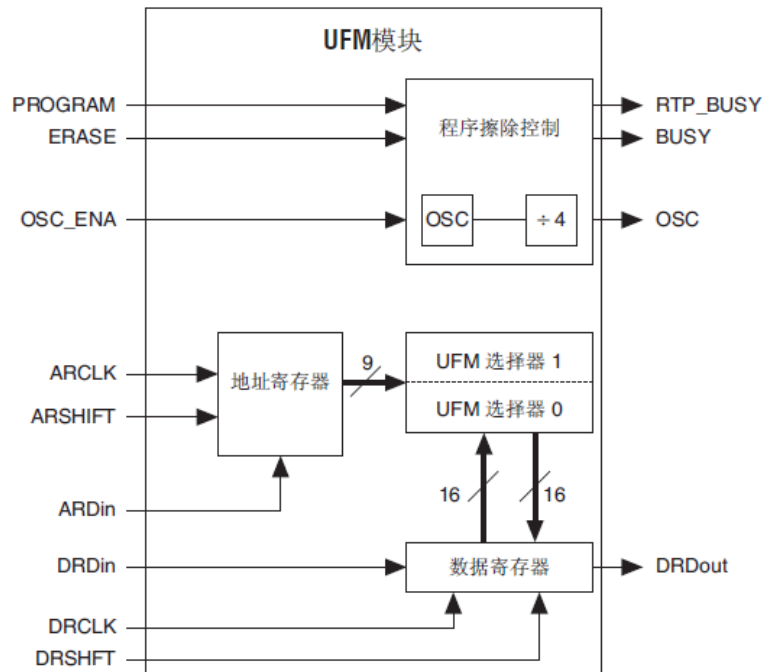 UFM模块
PROGRAM
ERASE
程序擦除控制
RTP_BUSY
BUSY
OSC_ENA
OSC
÷ 4
OSC
ARCLK
ARSHIFT
地址寄存器
9
UFM 选择器 1
UFM 选择器 0
ARDin
16
16
DRDin
数据寄存器
DRDout
DRCLK
DRSHFT